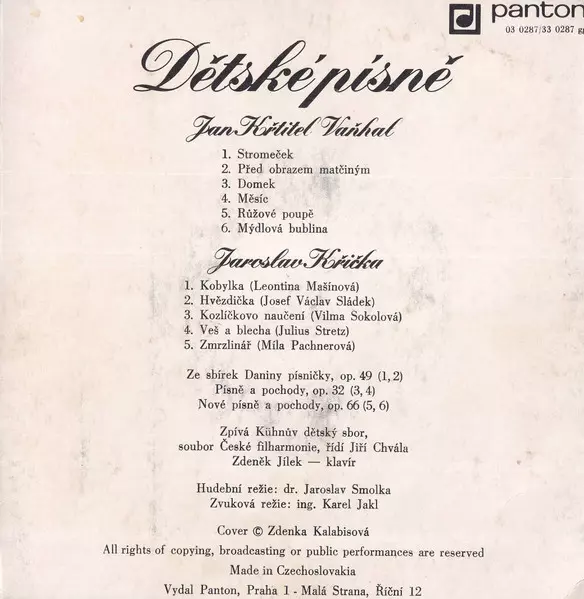 panton
03 0287/33 0287
Dětské písně
Jan Křtitel Vaňhal
1. Stromeček
2. Před obrazem matčiným
3. Domek
4. Měsíc
5. Růžové poupě
6. Mýdlová bublina
Jaroslav Křička
1. Kobylka (Leontina Mašínová)
2. Hvězdička (Josef Václav Sládek)
3. Kozlíčkovo naučení (Vilma Sokolová)
4. Veš a blecha (Julius Stretz)
5. Zmrzlinář (Míla Pachnerová)
Ze sbírek Daniny písničky, op. 49 (1, 2)
Písně a pochody, op. 32 (3, 4)
Nové písně a pochody, op. 66 (5, 6)
Zpívá Kühnův dětský sbor,
soubor České filharmonie, řídí Jiří Chvála
Zdeněk Jílek — klavír
Hudební režie: dr. Jaroslav Smolka
Zvuková režie: ing. Karel Jakl
Cover © Zdenka Kalabisová
All rights of copying, broadcasting or public performances are reserved
Made in Czechoslovakia
Vydal Panton, Praha 1 - Malá Strana, Říční 12